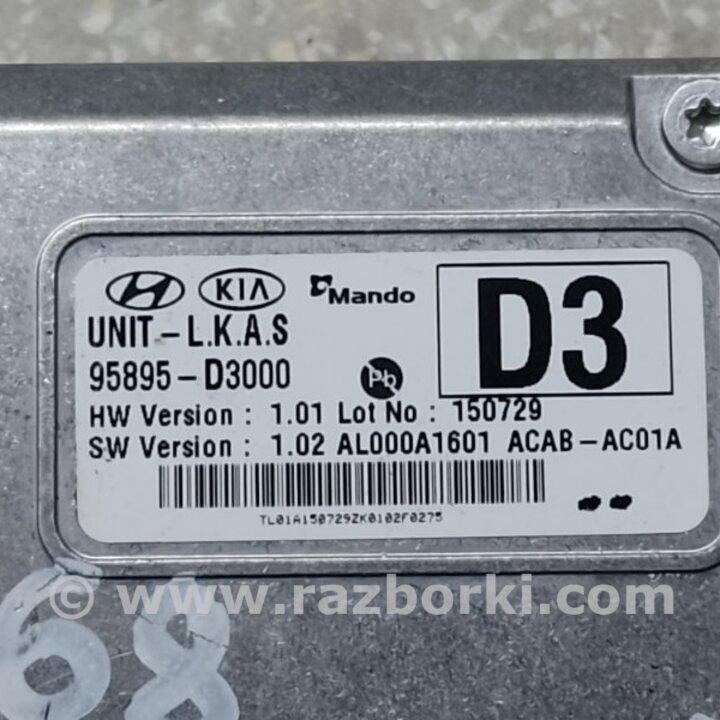 KIA Mando D3
UNIT-L.K.A.S
95895-D3000 Pb
HW Version : 1.01 Lot No : 150729
SW Version : 1.02 AL000A1601 ACAB-AC01A
TL01A150729ZK0102F0275
© www.razborki.com
68